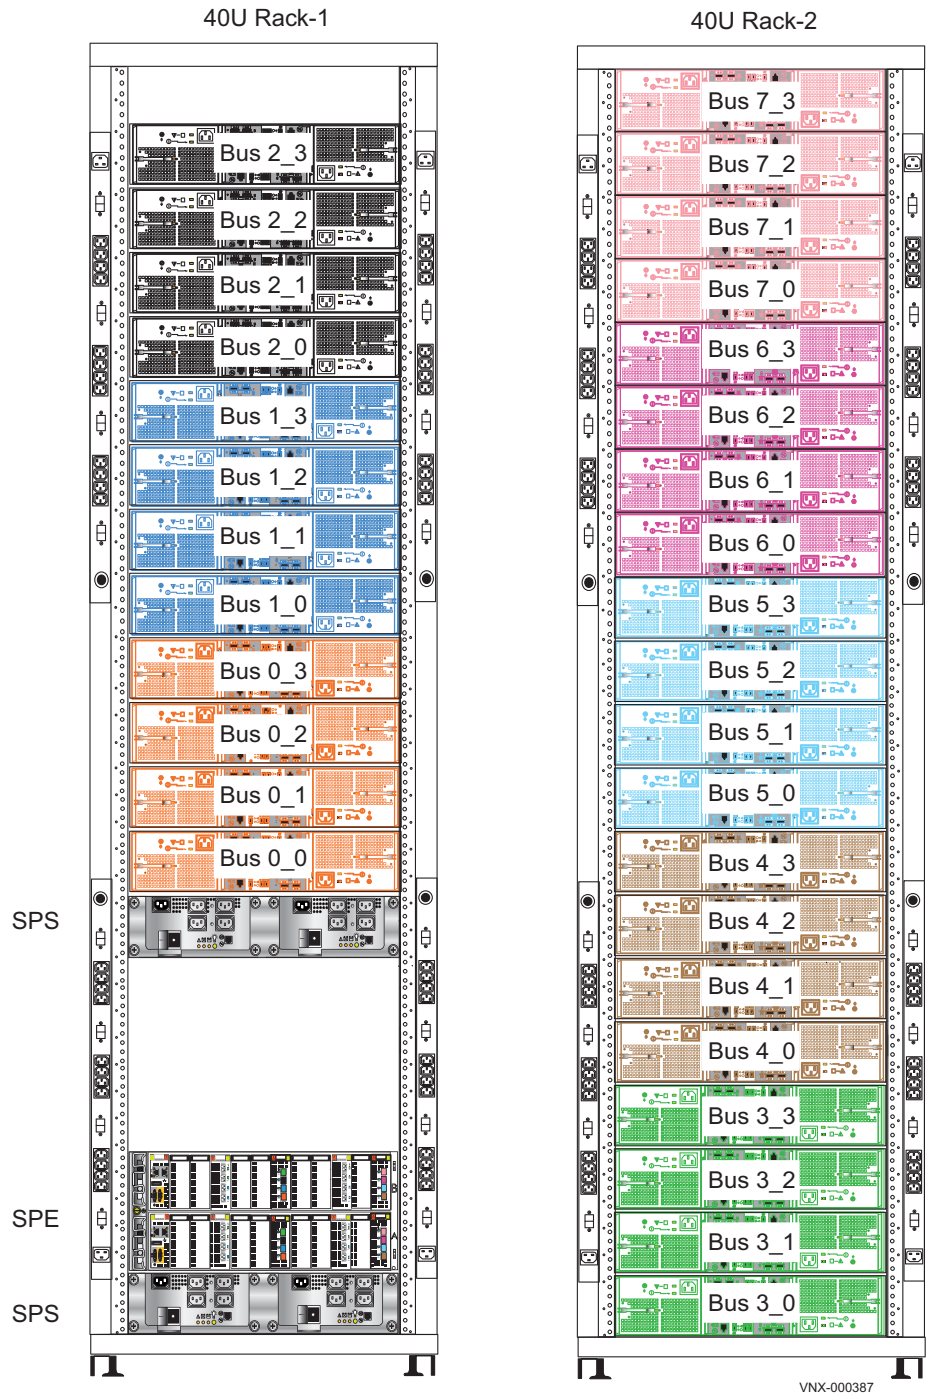 40U Rack-1
Bus 2_3
Bus 2_2
Bus 2_1
Bus 2_0
Bus 1_3
Bus 1_2
Bus 1_1
Bus 1_0
Bus 0_3
Bus 0_2
Bus 0_1
Bus 0_0
SPS
B
SPE
A
SPS
40U Rack-2
Bus 7_3
Bus 7_2
Bus 7_1
Bus 7_0
Bus 6_3
Bus 6_2
Bus 6_1
Bus 6_0
Bus 5_3
Bus 5_2
Bus 5_1
Bus 5_0
Bus 4_3
Bus 4_2
Bus 4_1
Bus 4_0
Bus 3_3
Bus 3_2
Bus 3_1
Bus 3_0
VNX-000387